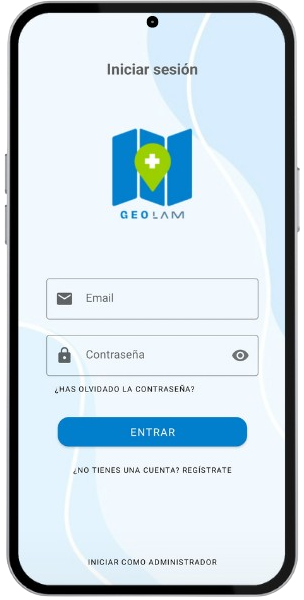 Iniciar sesión
GEOLAM
Email
Contraseña
¿HAS OLVIDADO LA CONTRASEÑA?
ENTRAR
¿NO TIENES UNA CUENTA? REGÍSTRATE
INICIAR COMO ADMINISTRADOR